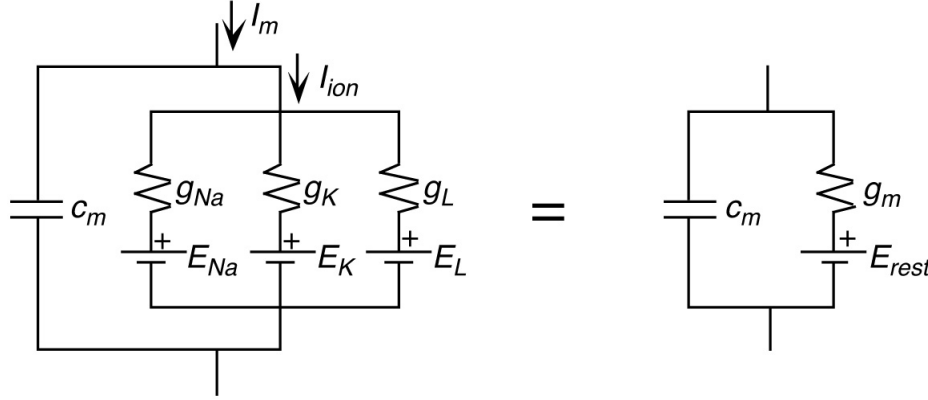 I_m
I_ion
c_m
g_Na
g_K
g_L
+
+
+
E_Na
E_K
E_L
=
c_m
g_m
+
E_rest